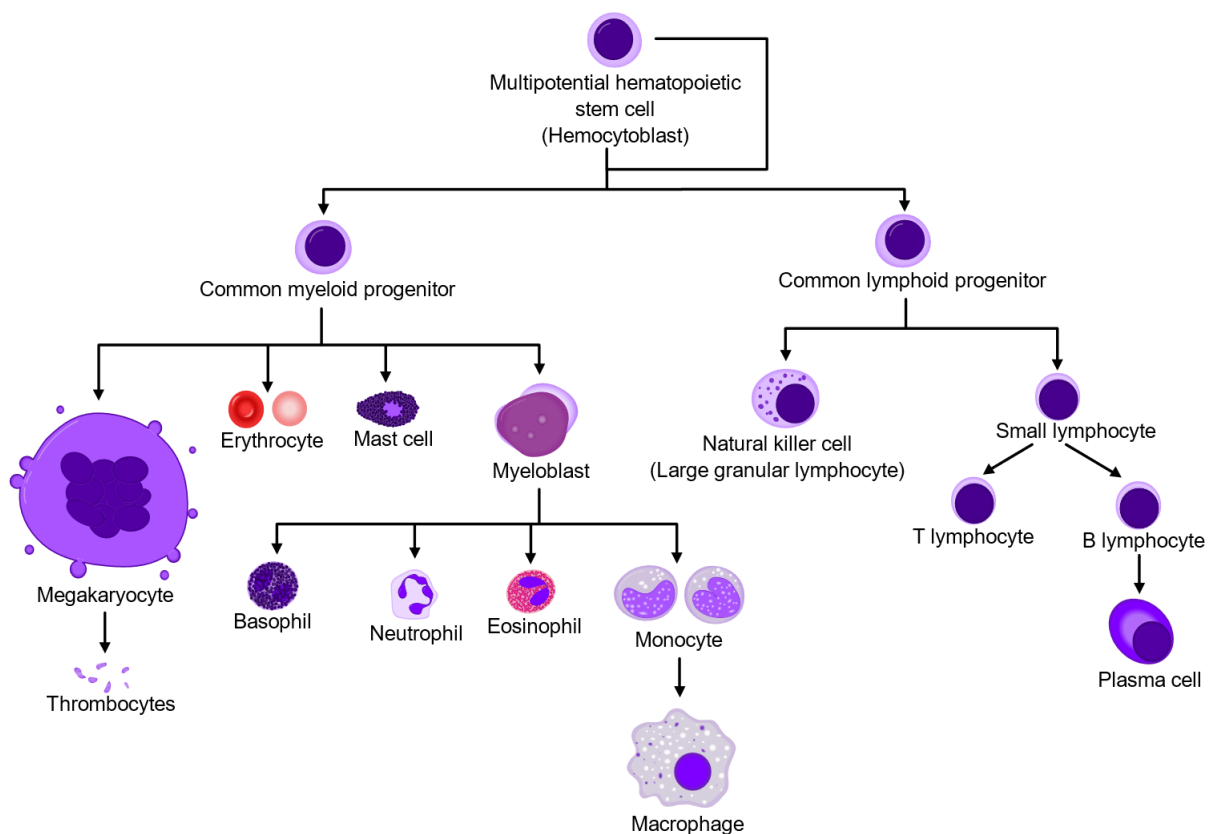 Multipotential hematopoietic
stem cell
(Hemocytoblast)
Common myeloid progenitor
Common lymphoid progenitor
Erythrocyte
Mast cell
Myeloblast
Natural killer cell
(Large granular lymphocyte)
Small lymphocyte
T lymphocyte
B lymphocyte
Megakaryocyte
Basophil
Neutrophil
Eosinophil
Monocyte
Plasma cell
Thrombocytes
Macrophage